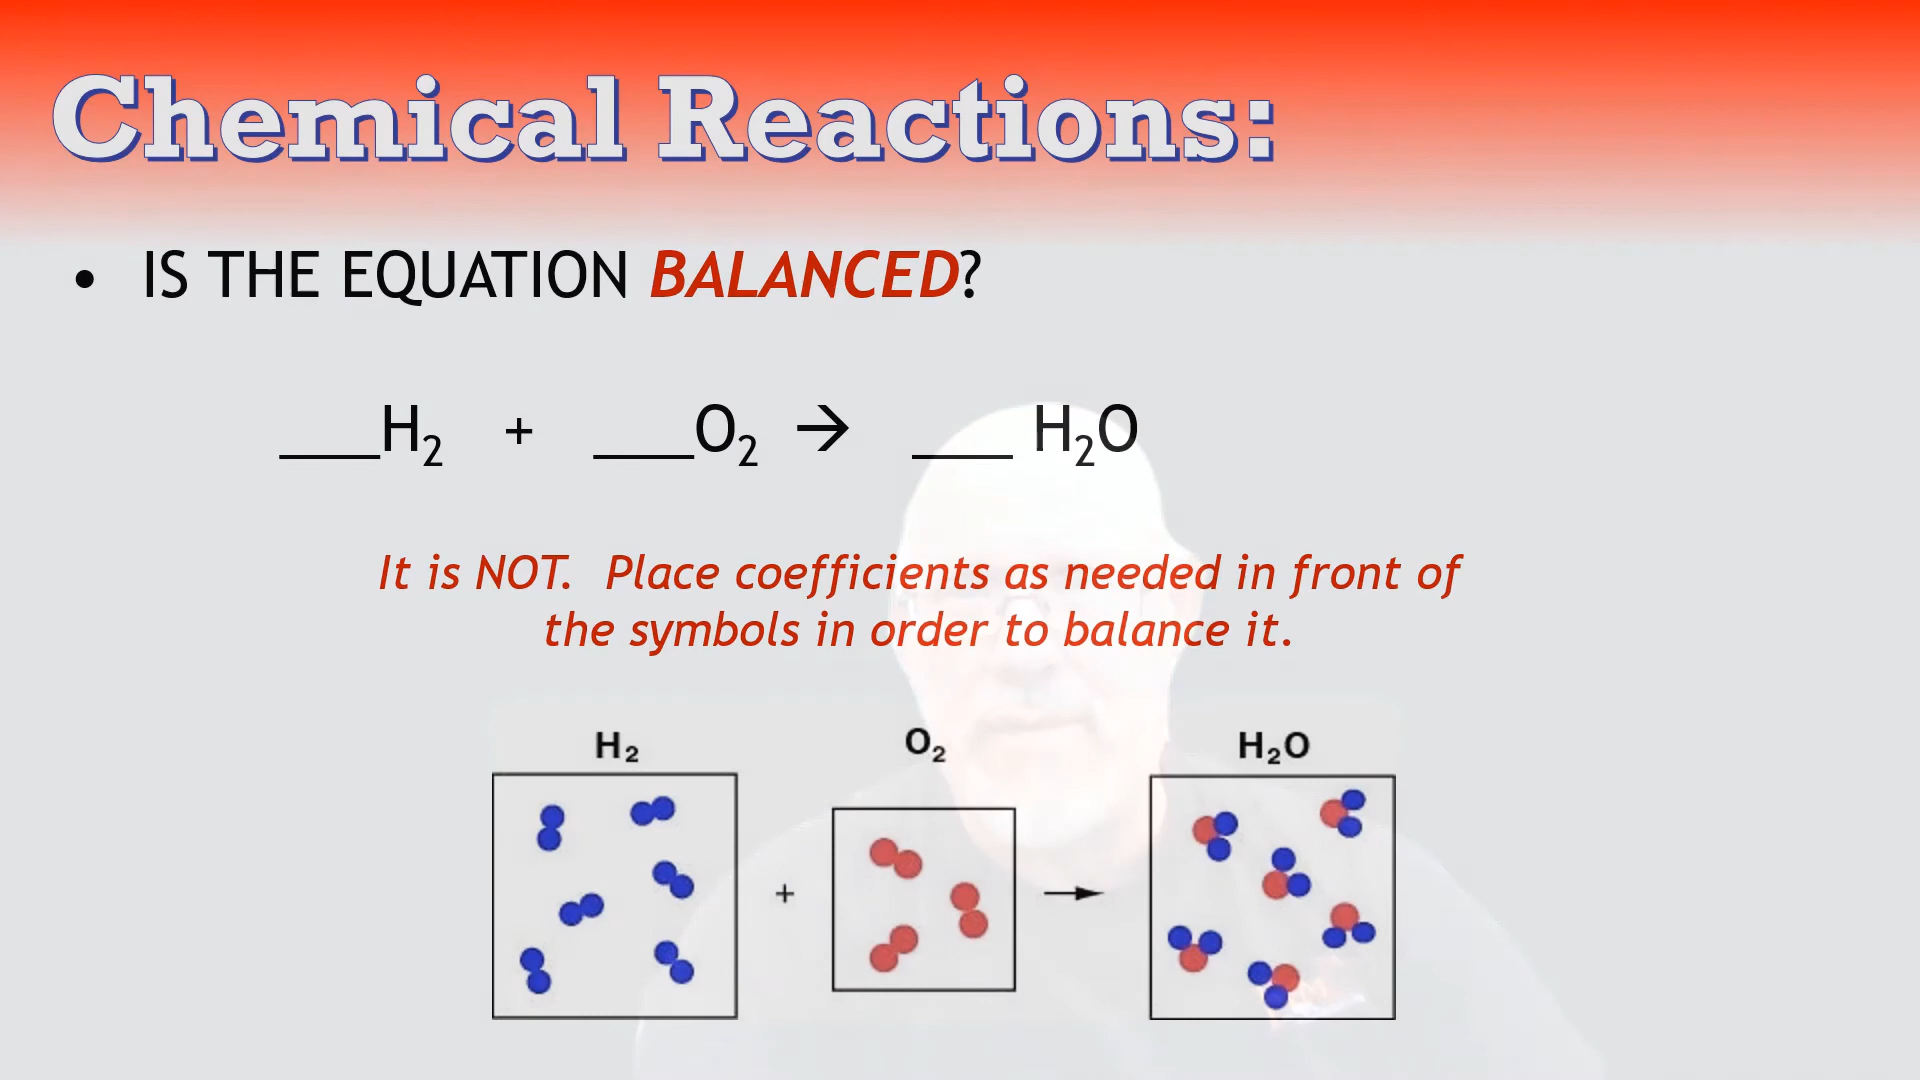 Chemical Reactions:
• IS THE EQUATION BALANCED?
___H₂ + ___O₂ → ___ H₂O
It is NOT. Place coefficients as needed in front of
the symbols in order to balance it.
H₂ O₂ H₂O
+ →